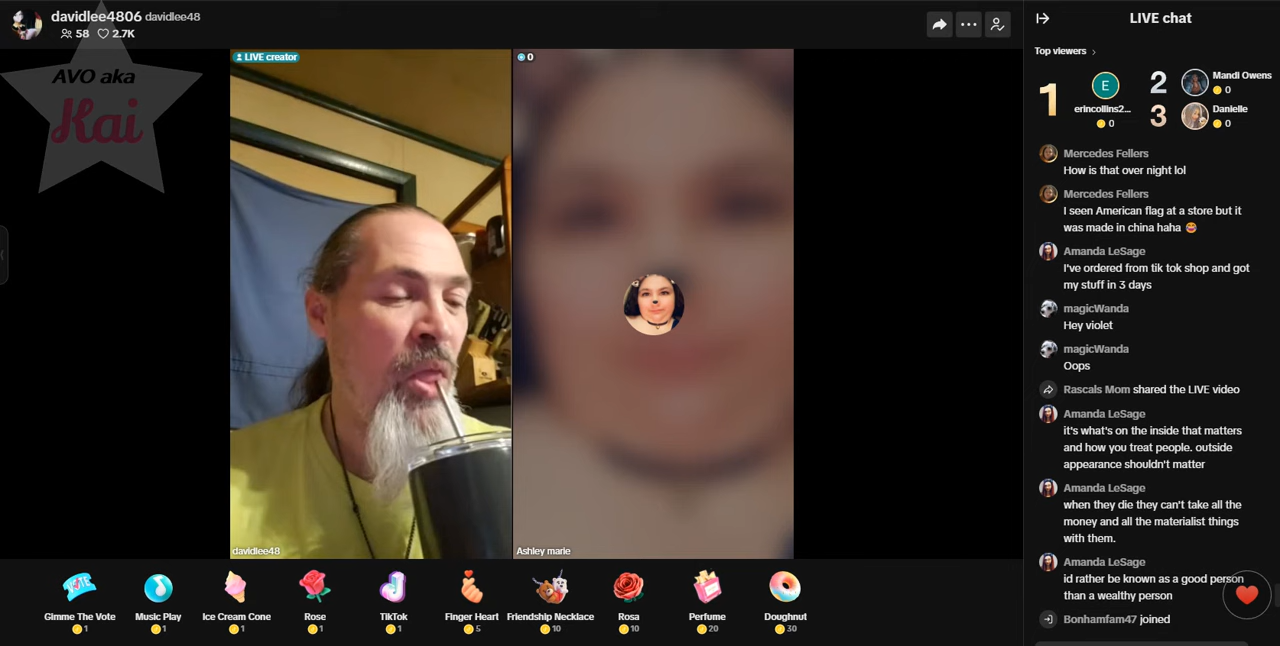 davidlee4806 davidlee48
58 2.7K
AVO aka
Kai
LIVE creator
0
davidlee48
Ashley marie
Gimme The Vote
1
Music Play
1
Ice Cream Cone
1
Rose
1
TikTok
1
Finger Heart
5
Friendship Necklace
10
Rosa
10
Perfume
20
Doughnut
30
LIVE chat
Top viewers
1
E
erincollins2...
0
2
Mandi Owens
0
3
Danielle
0
Mercedes Fellers
How is that over night lol
Mercedes Fellers
I seen American flag at a store but it
was made in china haha
Amanda LeSage
I've ordered from tik tok shop and got
my stuff in 3 days
magicWanda
Hey violet
magicWanda
Oops
Rascals Mom shared the LIVE video
Amanda LeSage
it's what's on the inside that matters
and how you treat people. outside
appearance shouldn't matter
Amanda LeSage
when they die they can't take all the
money and all the materialist things
with them.
Amanda LeSage
id rather be known as a good person
than a wealthy person
Bonhamfam47 joined